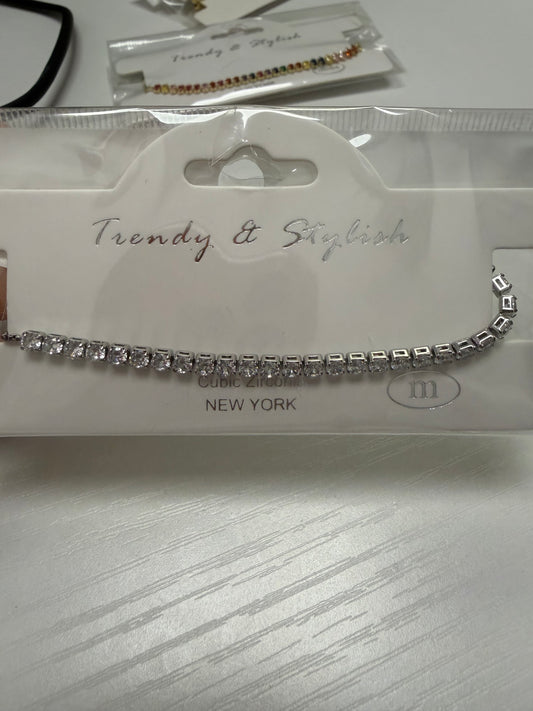 Trendy & Stylish
Trendy & Stylish
Cubic Zirconia
NEW YORK
m